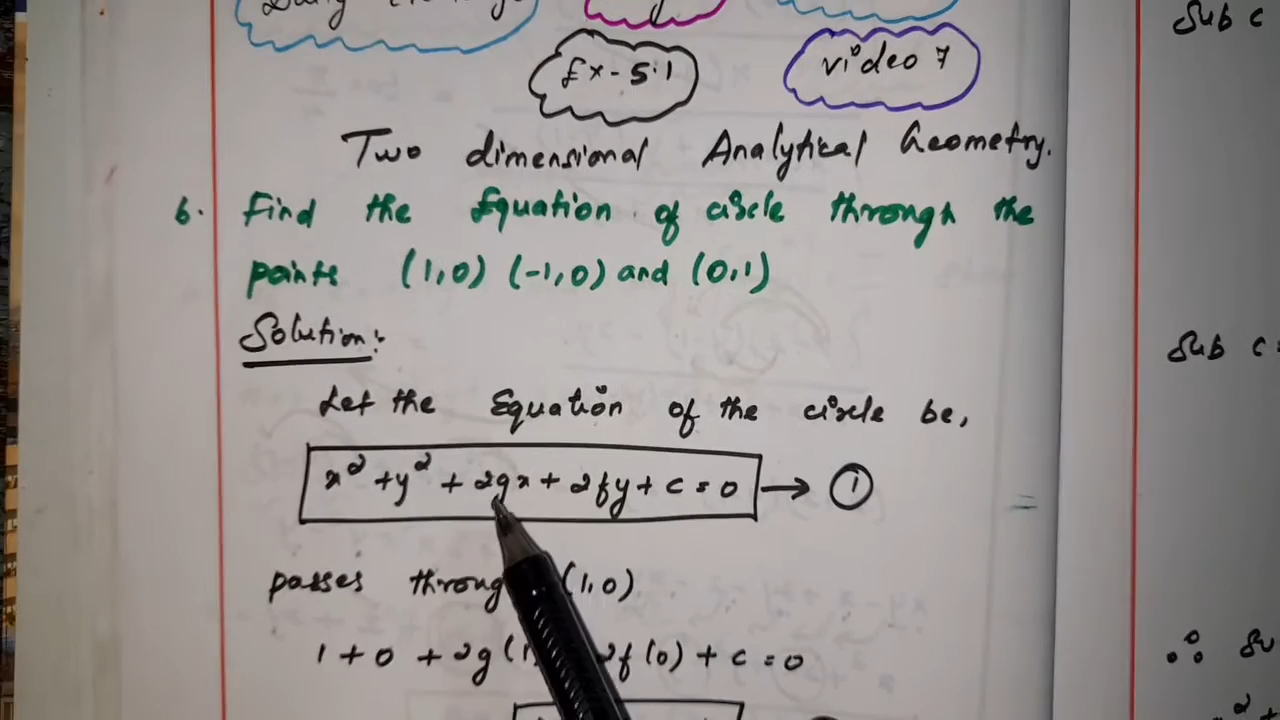 Ex - 5.1
video 7
Two dimensional Analytical Geometry.
6. Find the Equation of circle through the
points (1,0) (-1,0) and (0,1)
Solution:
Let the Equation of the circle be,
x² + y² + 2gx + 2fy + c = 0 → ①
passes through (1,0)
1 + 0 + 2g(1) 2f(0) + c = 0
Sub c
Sub c =
∴ Su